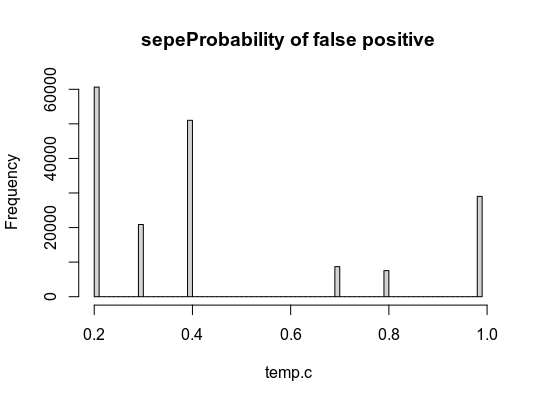 sepeProbability of false positive
Frequency
60000
40000
20000
0
0.2 0.4 0.6 0.8 1.0
temp.c